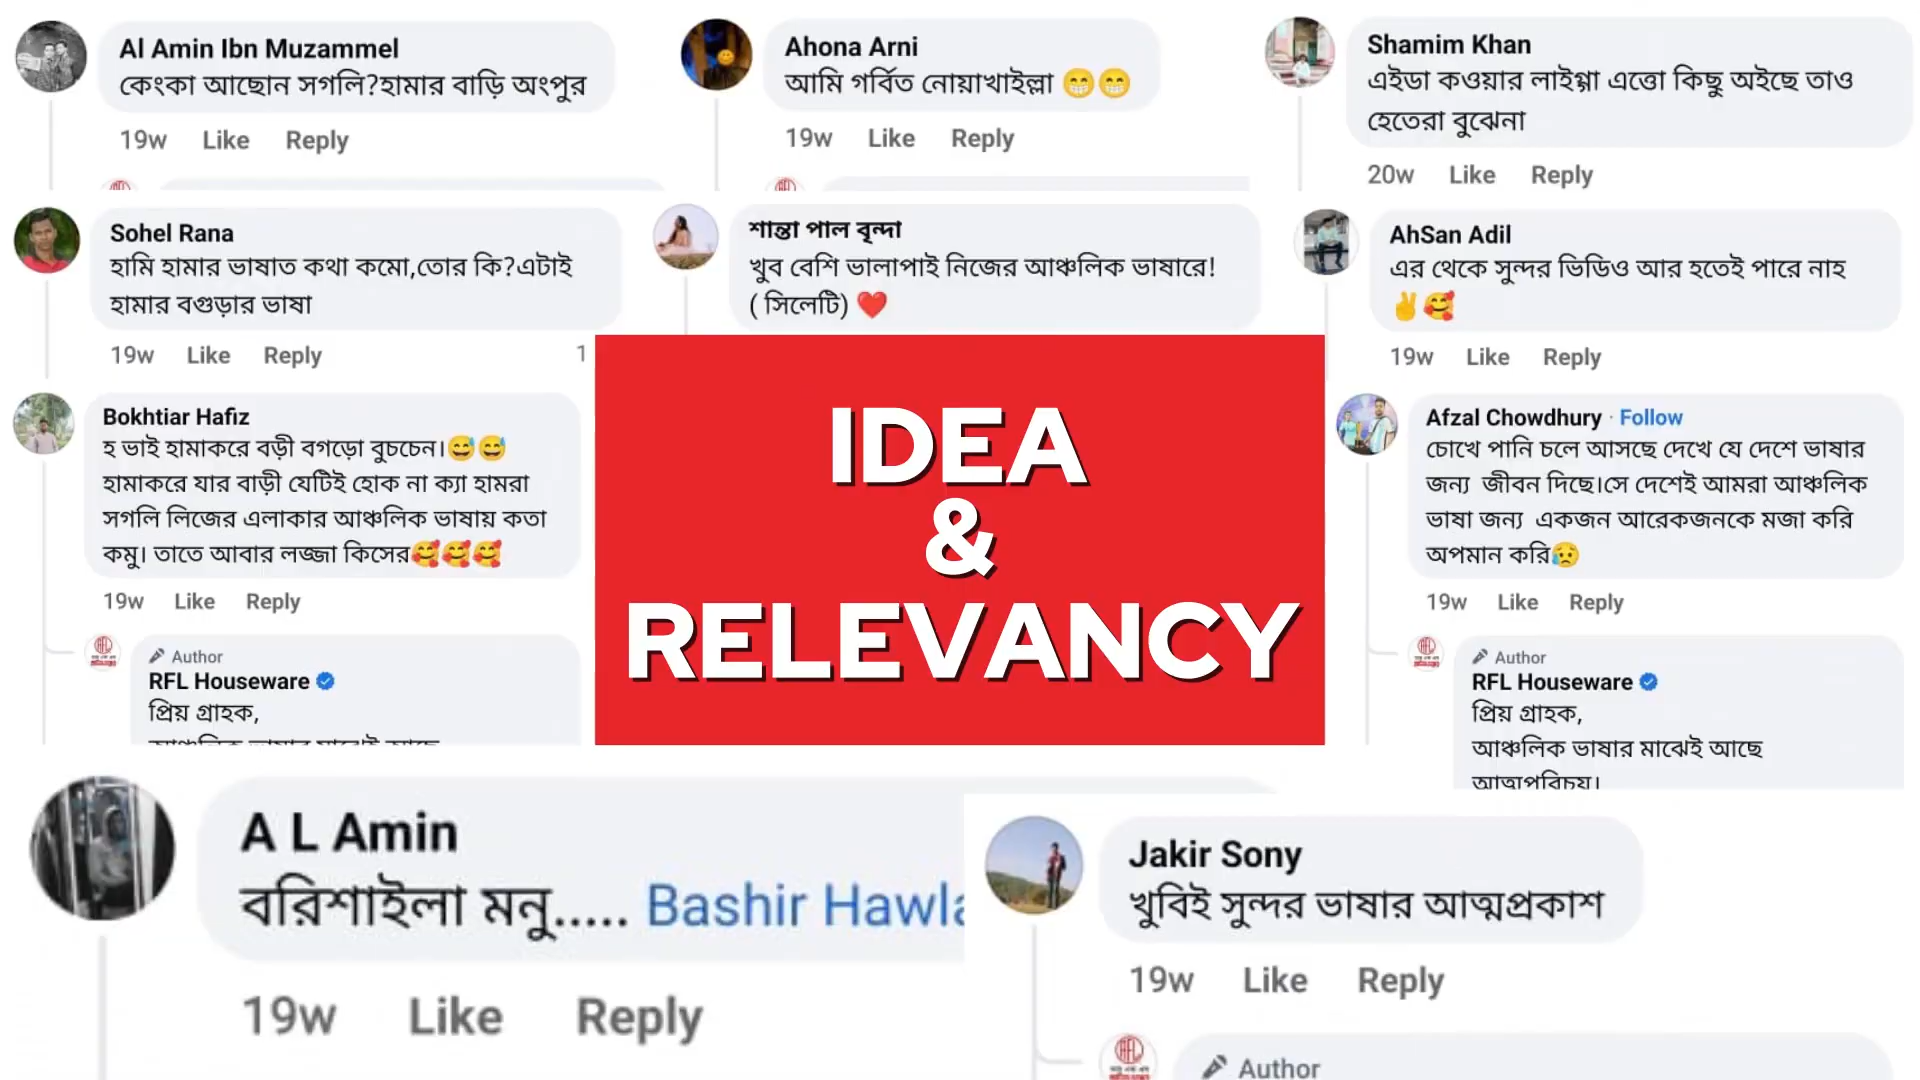 Al Amin Ibn Muzammel
কেংকা আছোন সগলি?হামার বাড়ি অংপুর
19w Like Reply
Ahona Arni
আমি গর্বিত নোয়াখাইল্লা 😁😁
19w Like Reply
Shamim Khan
এইডা কওয়ার লাইগ্গা এত্তো কিছু অইছে তাও
হেতেরা বুঝেনা
20w Like Reply
Sohel Rana
হামি হামার ভাষাত কথা কমো,তোর কি?এটাই
হামার বগুড়ার ভাষা
19w Like Reply 1
শান্তা পাল বৃন্দা
খুব বেশি ভালাপাই নিজের আঞ্চলিক ভাষারে!
( সিলেটি) ❤️
AhSan Adil
এর থেকে সুন্দর ভিডিও আর হতেই পারে নাহ
✌️🥰
19w Like Reply
Bokhtiar Hafiz
হ ভাই হামাকরে বড়ী বগড়ো বুচচেন।😅😅
হামাকরে যার বাড়ী যেটিই হোক না ক্যা হামরা
সগলি লিজের এলাকার আঞ্চলিক ভাষায় কতা
কমু। তাতে আবার লজ্জা কিসের🥰🥰🥰
19w Like Reply
Author
RFL Houseware
প্রিয় গ্রাহক,
IDEA
&
RELEVANCY
Afzal Chowdhury · Follow
চোখে পানি চলে আসছে দেখে যে দেশে ভাষার
জন্য জীবন দিছে।সে দেশেই আমরা আঞ্চলিক
ভাষা জন্য একজন আরেকজনকে মজা করি
অপমান করি😥
19w Like Reply
Author
RFL Houseware
প্রিয় গ্রাহক,
আঞ্চলিক ভাষার মাঝেই আছে
আত্মপরিচয়।
A L Amin
বরিশাইলা মনু..... Bashir Hawla
19w Like Reply
Jakir Sony
খুবিই সুন্দর ভাষার আত্মপ্রকাশ
19w Like Reply
RFL
Author